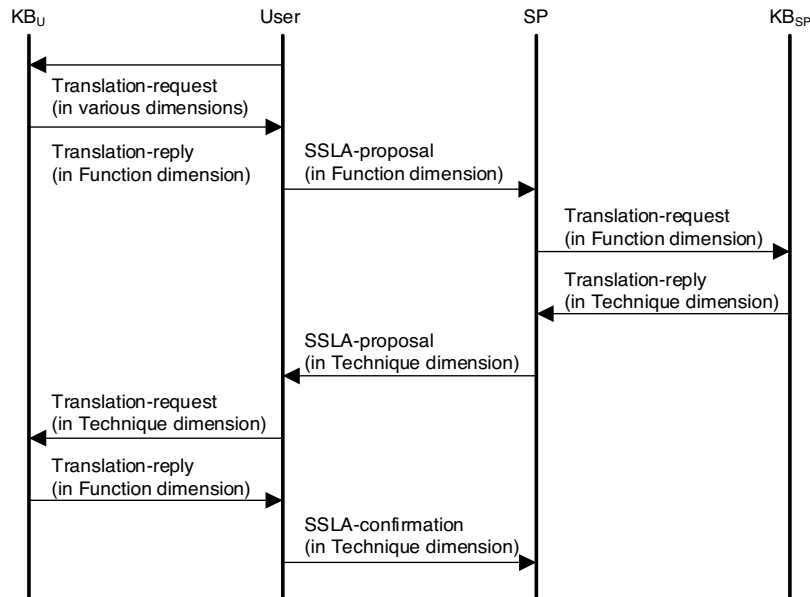 KBU User SP KBSP
Translation-request
(in various dimensions)
Translation-reply
(in Function dimension)
SSLA-proposal
(in Function dimension)
Translation-request
(in Function dimension)
Translation-reply
(in Technique dimension)
SSLA-proposal
(in Technique dimension)
Translation-request
(in Technique dimension)
Translation-reply
(in Function dimension)
SSLA-confirmation
(in Technique dimension)